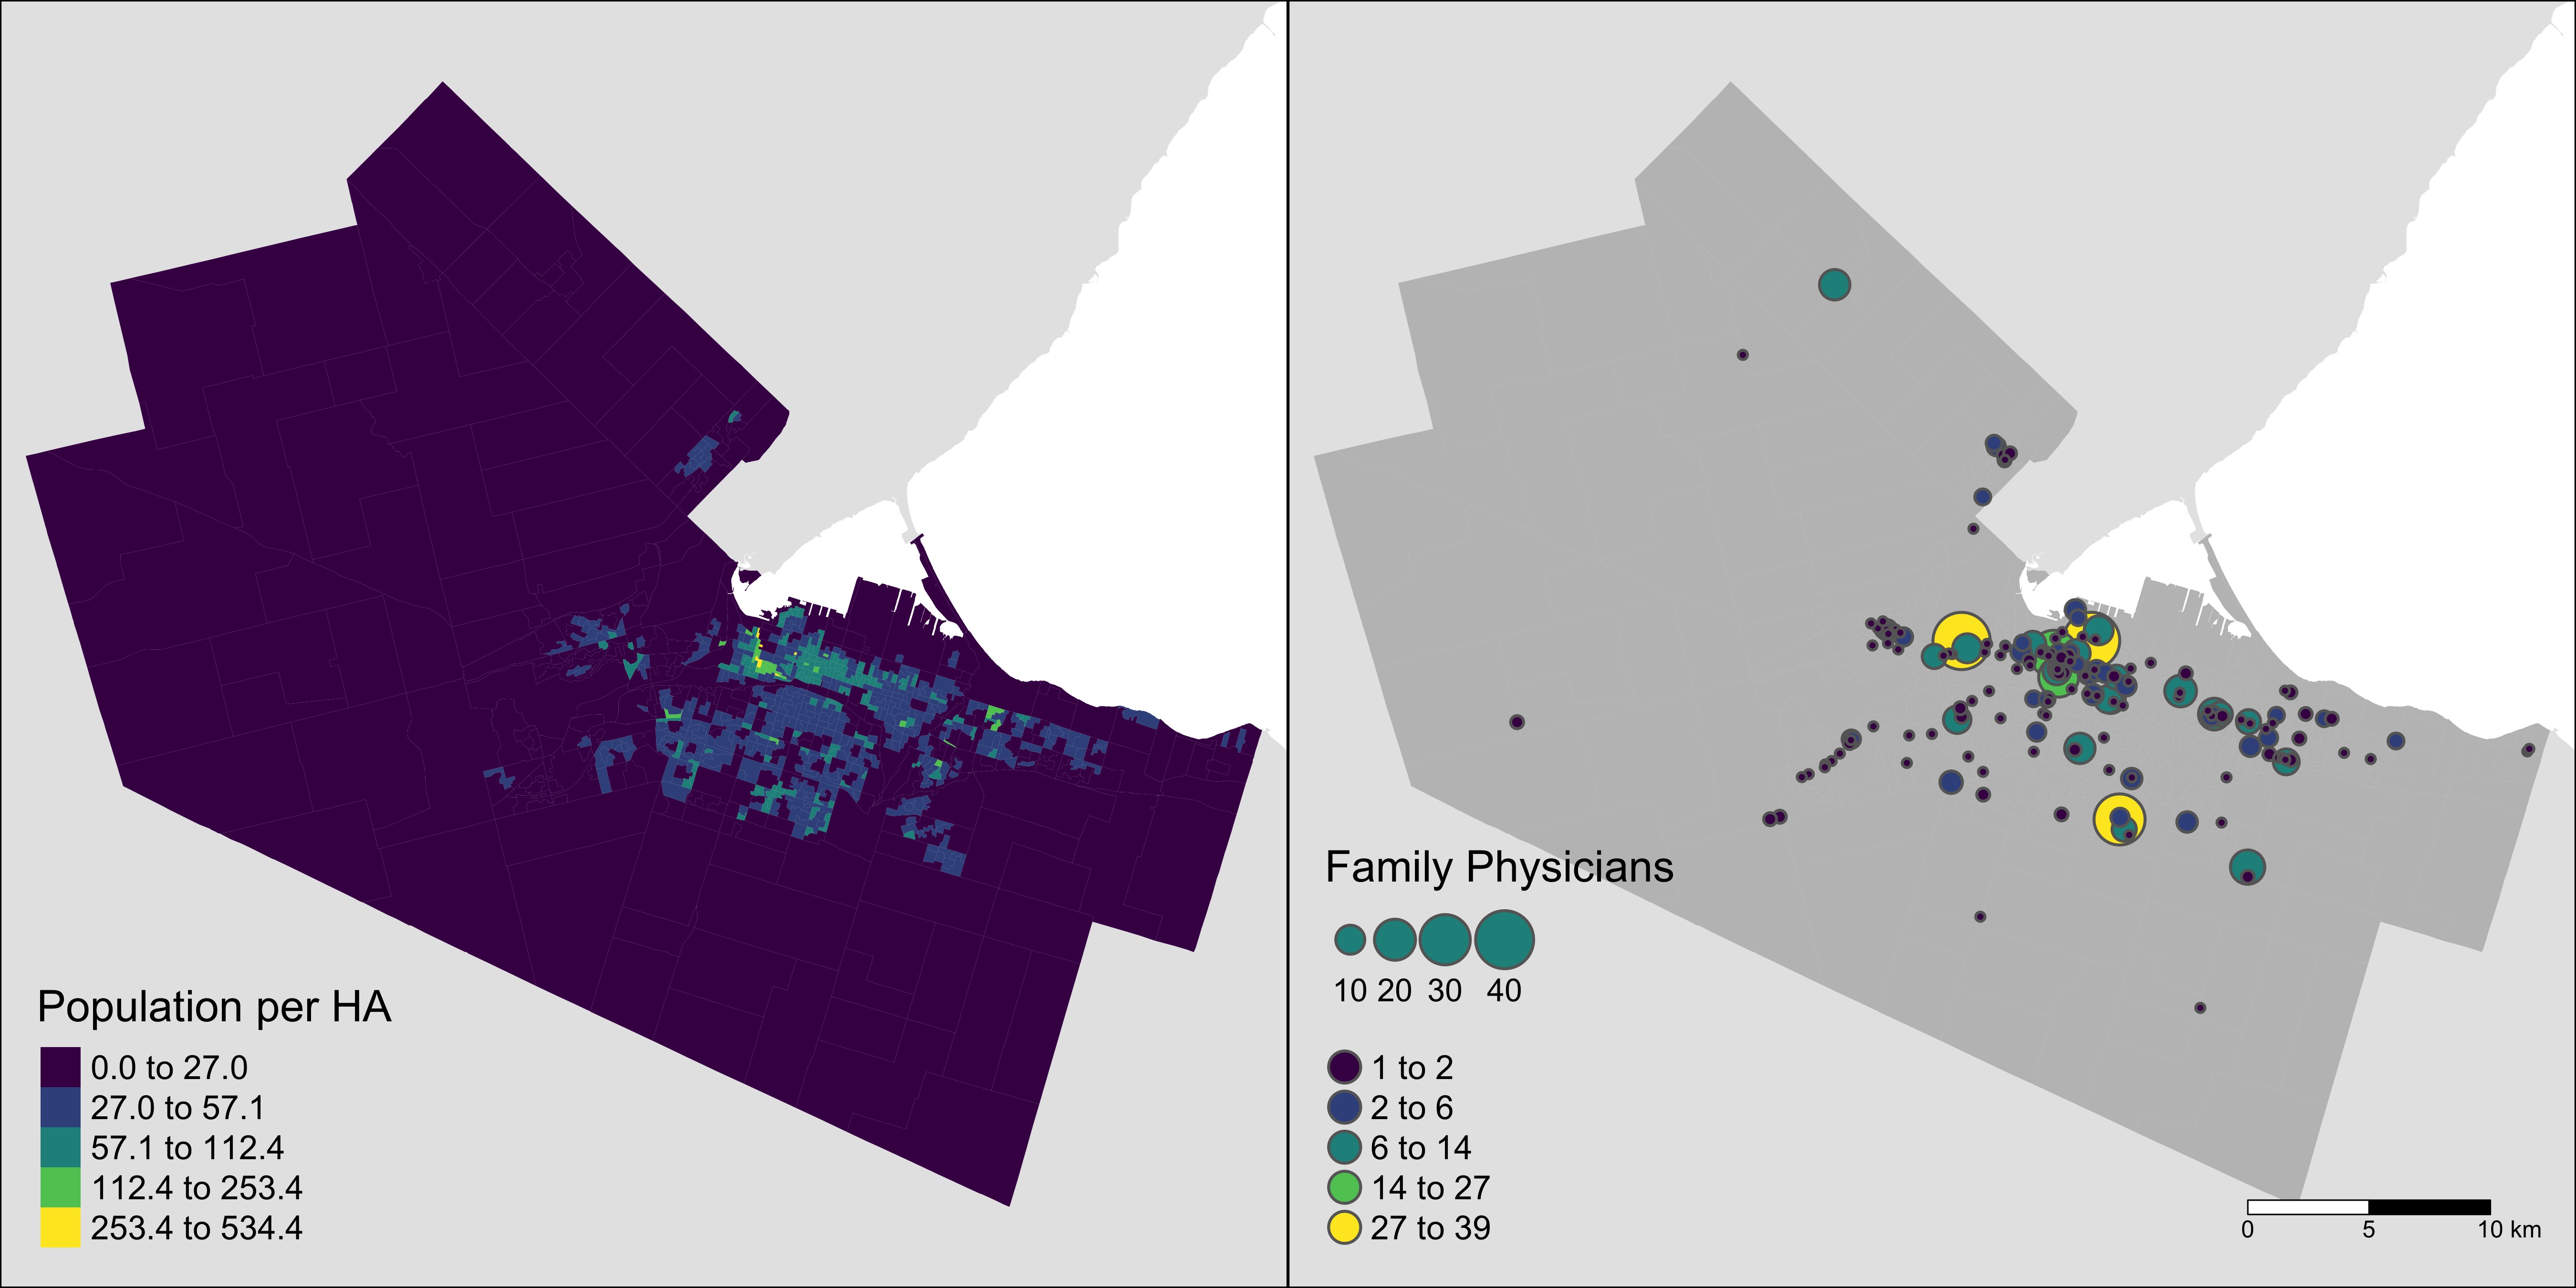 Population per HA
0.0 to 27.0
27.0 to 57.1
57.1 to 112.4
112.4 to 253.4
253.4 to 534.4
Family Physicians
10 20 30 40
1 to 2
2 to 6
6 to 14
14 to 27
27 to 39
0 5 10 km